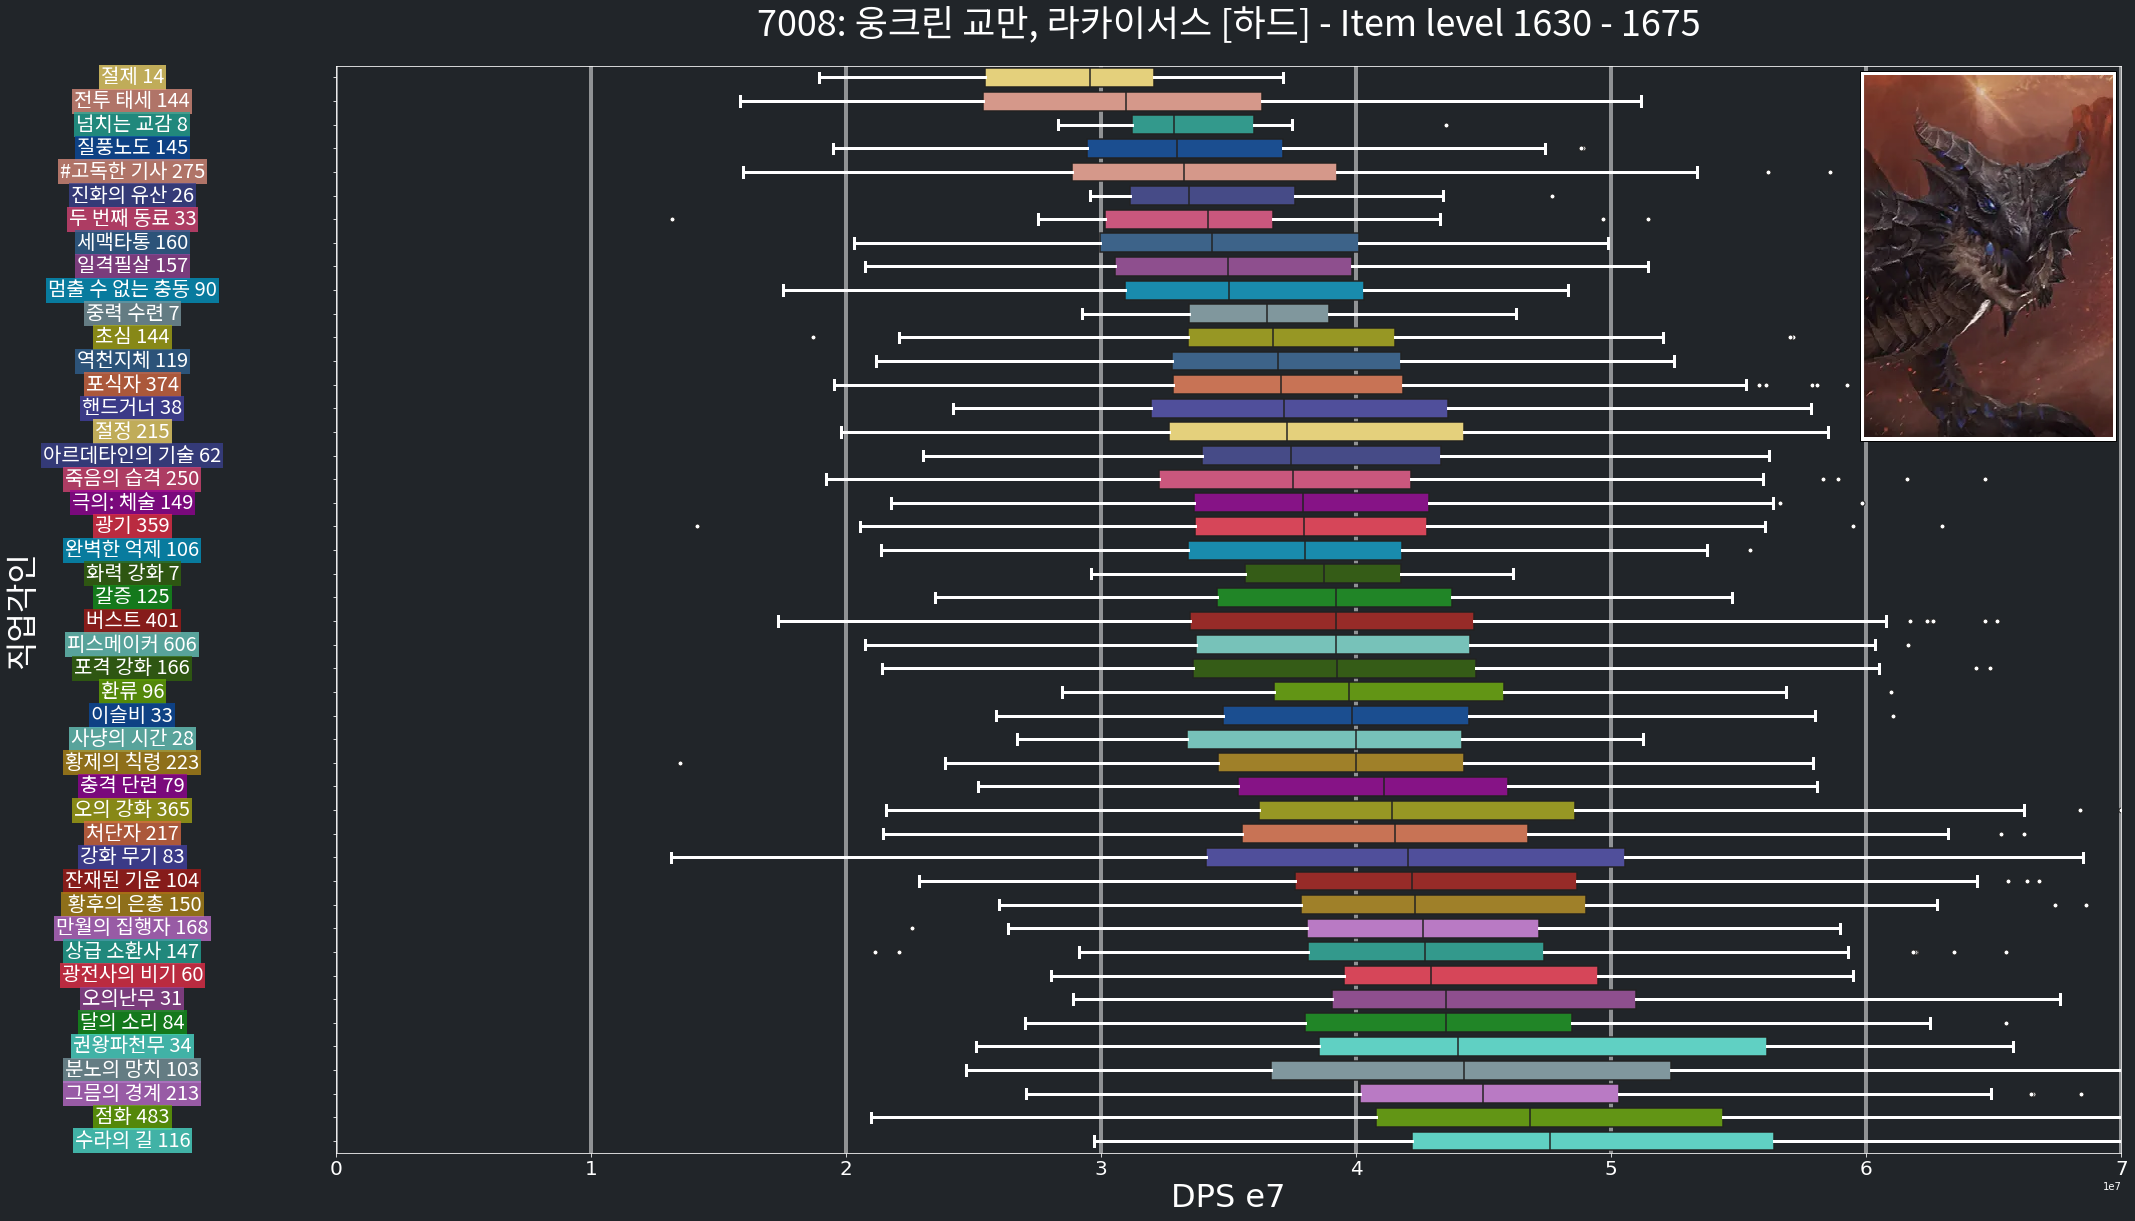 7008: 웅크린 교만, 라카이서스 [하드] - Item level 1630 - 1675
절제 14
전투 태세 144
넘치는 교감 8
질풍노도 145
#고독한 기사 275
진화의 유산 26
두 번째 동료 33
세맥타통 160
일격필살 157
멈출 수 없는 충동 90
중력 수련 7
초심 144
역천지체 119
포식자 374
핸드거너 38
절정 215
아르데타인의 기술 62
죽음의 습격 250
극의: 체술 149
광기 359
완벽한 억제 106
화력 강화 7
갈증 125
버스트 401
피스메이커 606
포격 강화 166
환류 96
이슬비 33
사냥의 시간 28
황제의 칙령 223
충격 단련 79
오의 강화 365
처단자 217
강화 무기 83
잔재된 기운 104
황후의 은총 150
만월의 집행자 168
상급 소환사 147
광전사의 비기 60
오의난무 31
달의 소리 84
권왕파천무 34
분노의 망치 103
그믐의 경계 213
점화 483
수라의 길 116
직업각인
0 1 2 3 4 5 6 7
1e7
DPS e7